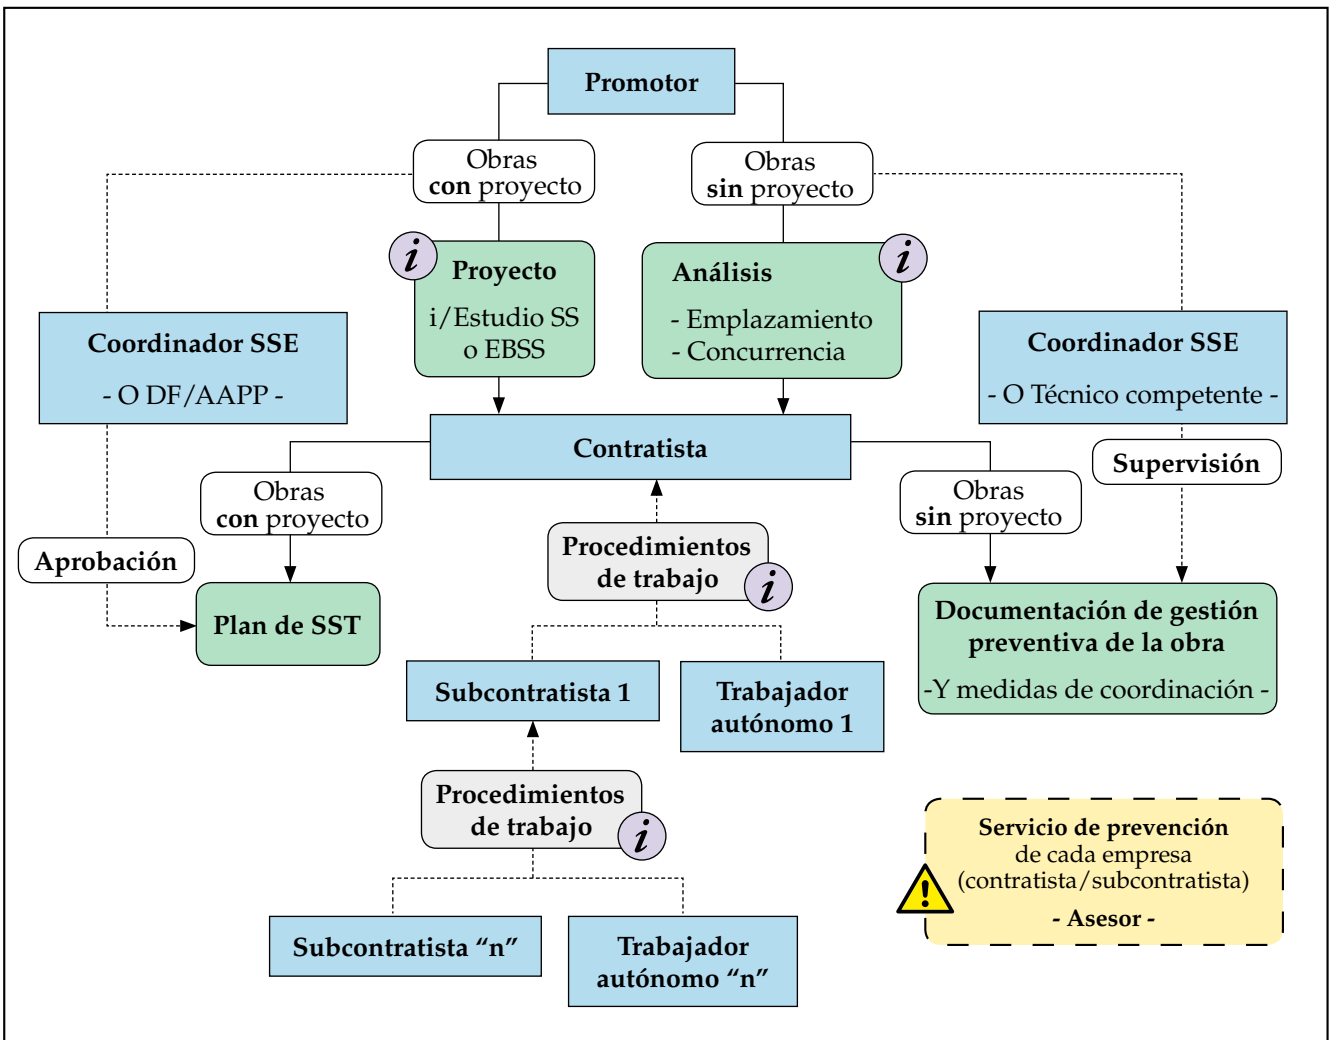 Promotor
Obras
con proyecto
Obras
sin proyecto
i
Proyecto
i/Estudio SS
o EBSS
Análisis
- Emplazamiento
- Concurrencia
i
Coordinador SSE
- O DF/AAPP -
Coordinador SSE
- O Técnico competente -
Contratista
Obras
con proyecto
Obras
sin proyecto
Supervisión
Aprobación
Procedimientos
de trabajo
i
Plan de SST
Documentación de gestión
preventiva de la obra
-Y medidas de coordinación -
Subcontratista 1
Trabajador
autónomo 1
Procedimientos
de trabajo
i
Servicio de prevención
de cada empresa
(contratista/subcontratista)
- Asesor -
!
Subcontratista “n”
Trabajador
autónomo “n”